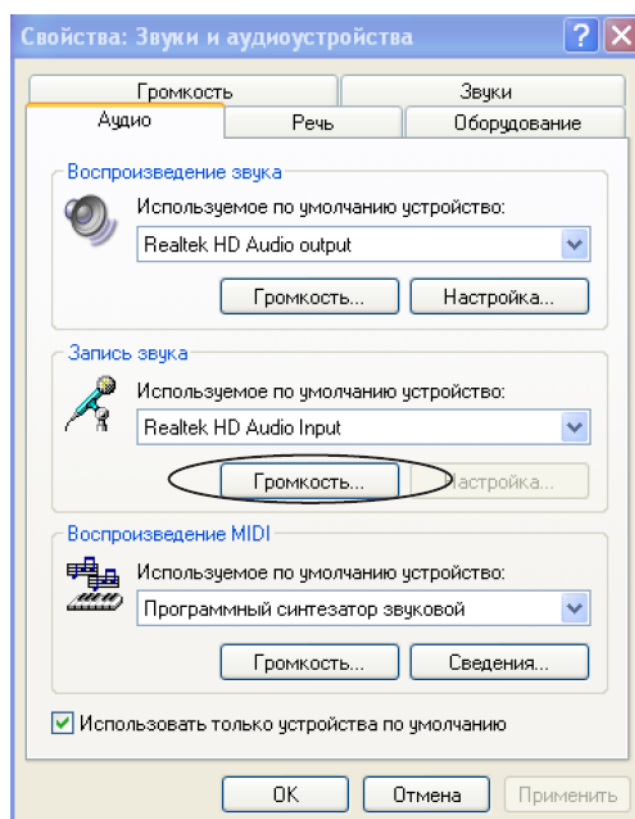 Свойства: Звуки и аудиоустройства
Громкость
Звуки
Аудио
Речь
Оборудование
Воспроизведение звука
Используемое по умолчанию устройство:
Realtek HD Audio output
Громкость...
Настройка...
Запись звука
Используемое по умолчанию устройство:
Realtek HD Audio Input
Громкость...
Настройка...
Воспроизведение MIDI
Используемое по умолчанию устройство:
Программный синтезатор звуковой
Громкость...
Сведения...
Использовать только устройства по умолчанию
OK
Отмена
Применить